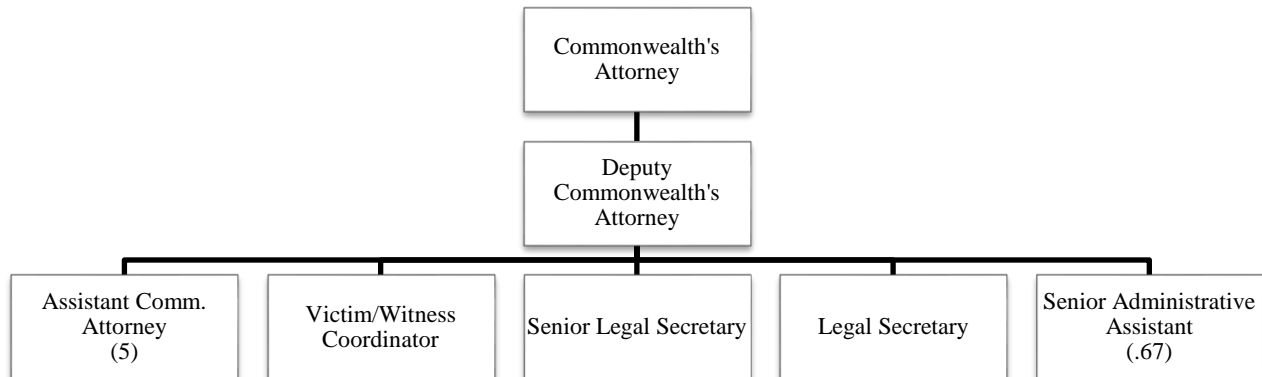 Commonwealth's
Attorney
Deputy
Commonwealth's
Attorney
Assistant Comm.
Attorney
(5)
Victim/Witness
Coordinator
Senior Legal Secretary
Legal Secretary
Senior Administrative
Assistant
(.67)